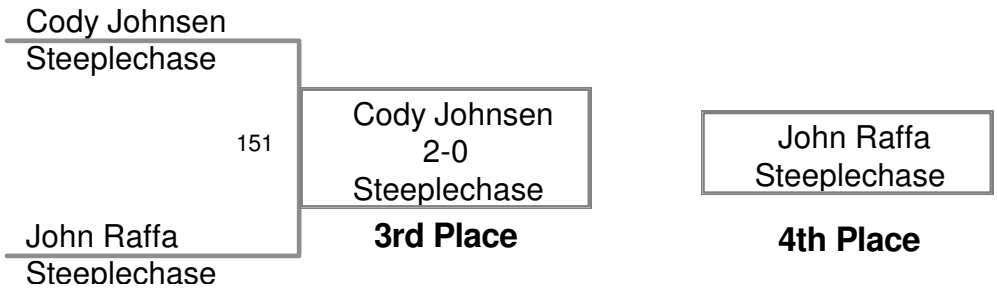 Cody Johnsen
Steeplechase
151
Cody Johnsen
2-0
Steeplechase
3rd Place
John Raffa
Steeplechase
4th Place
John Raffa
Steeplechase